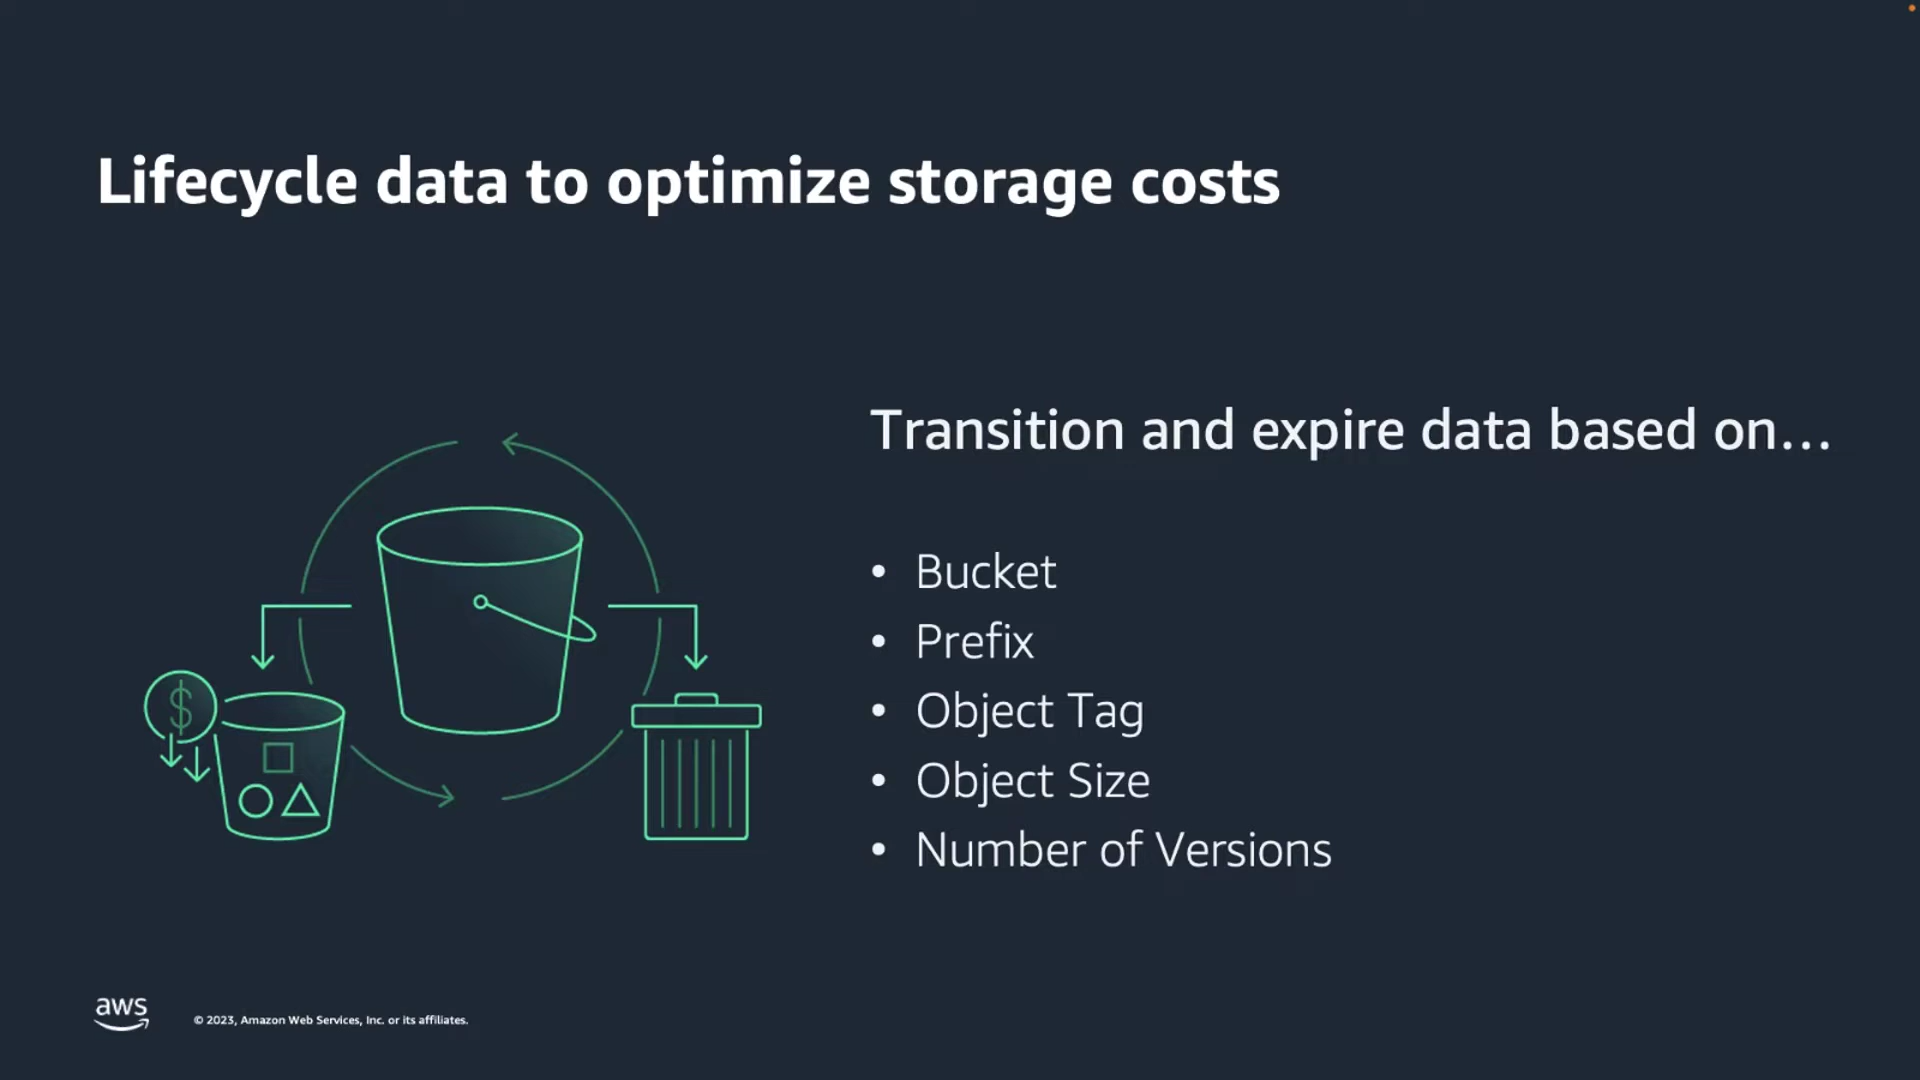 Lifecycle data to optimize storage costs
Transition and expire data based on...
• Bucket
• Prefix
• Object Tag
• Object Size
• Number of Versions
$
aws
© 2023, Amazon Web Services, Inc. or its affiliates.